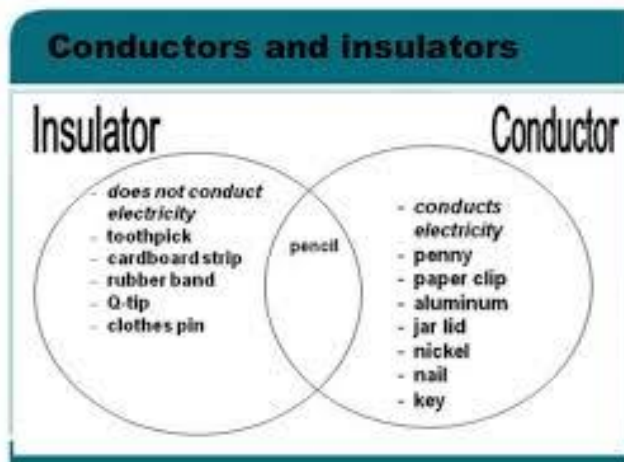 Conductors and insulators
Insulator
Conductor
- does not conduct
electricity
- toothpick
- cardboard strip
- rubber band
- Q-tip
- clothes pin
pencil
- conducts
electricity
- penny
- paper clip
- aluminum
- jar lid
- nickel
- nail
- key